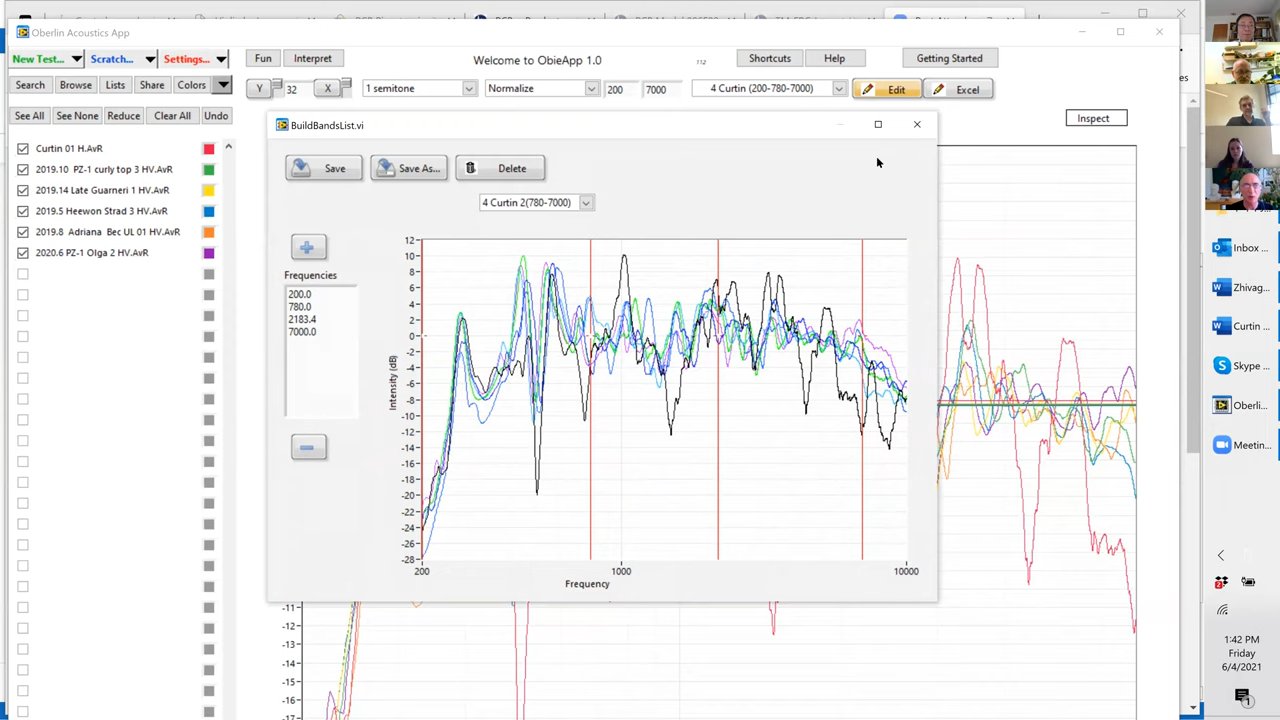 Oberlin Acoustics App
New Test...
Scratch...
Settings...
Fun
Interpret
Welcome to ObieApp 1.0
112
Shortcuts
Help
Getting Started
Search
Browse
Lists
Share
Colors
Y
32
X
1 semitone
Normalize
200
7000
4 Curtin (200-780-7000)
Edit
Excel
See All
See None
Reduce
Clear All
Undo
Inspect
Curtin 01 H.AvR
2019.10 PZ-1 curly top 3 HV.AvR
2019.14 Late Guarneri 1 HV.AvR
2019.5 Heewon Strad 3 HV.AvR
2019.8 Adriana Bec UL 01 HV.AvR
2020.6 PZ-1 Olga 2 HV.AvR
BuildBandsList.vi
Save
Save As...
Delete
4 Curtin 2(780-7000)
Frequencies
200.0
780.0
2183.4
7000.0
Intensity (dB)
12
10
8
6
4
2
0
-2
-4
-6
-8
-10
-12
-14
-16
-18
-20
-22
-24
-26
-28
200
1000
10000
Frequency
-11
-12
-13
-14
-15
-16
-17
Inbox ...
Zhivag...
Curtin ...
Skype ...
Oberli...
Meetin...
2
1:42 PM
Friday
6/4/2021
1